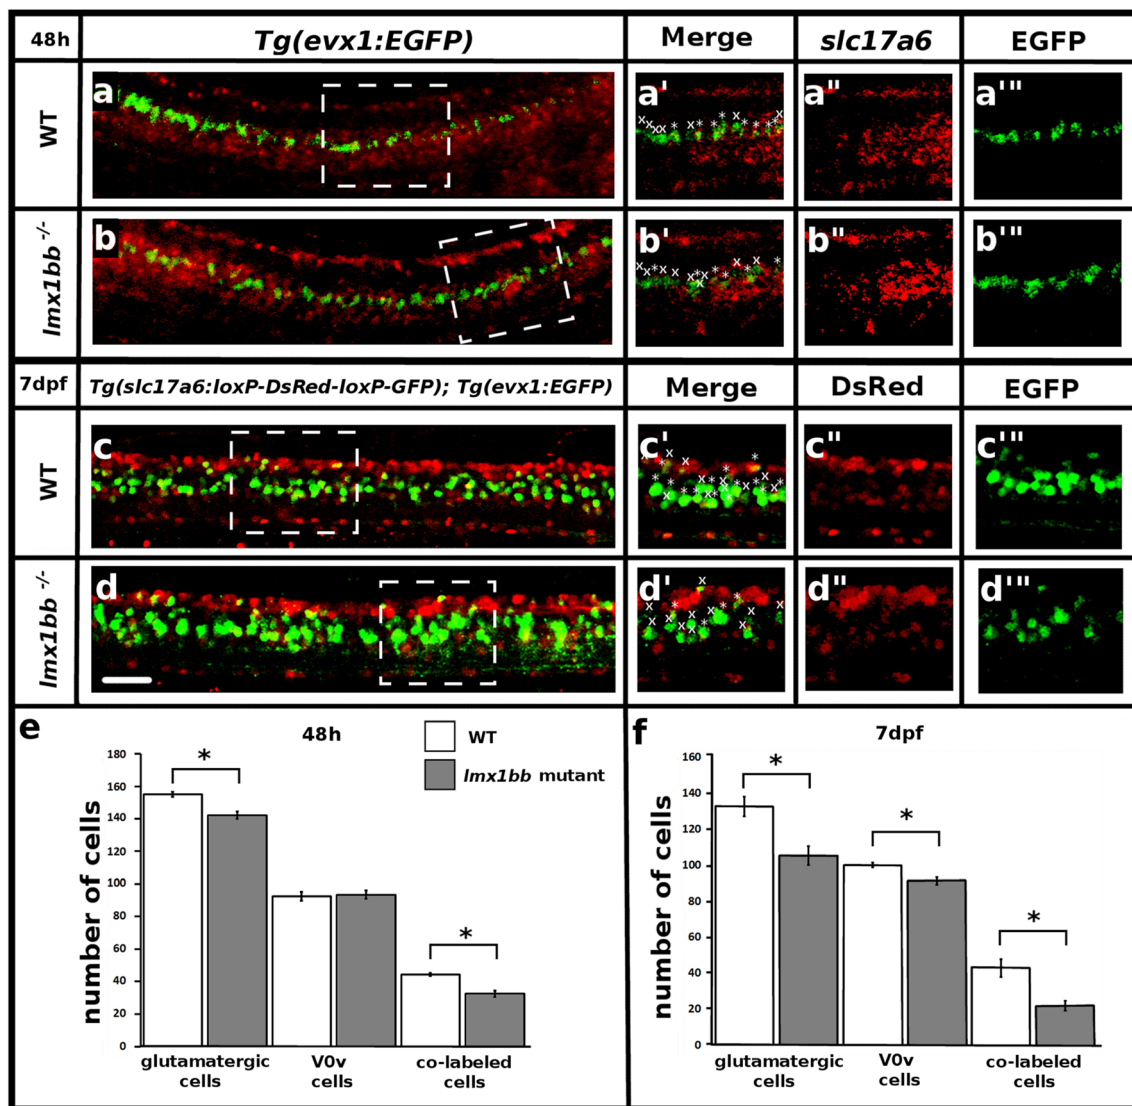 48h Tg(evx1:EGFP) Merge slc17a6 EGFP
WT a a' a" a'"
lmx1bb -/- b b' b" b'"
7dpf Tg(slc17a6:loxP-DsRed-loxP-GFP); Tg(evx1:EGFP) Merge DsRed EGFP
WT c c' c" c'"
lmx1bb -/- d d' d" d'"
e 48h
WT
lmx1bb mutant
number of cells
180
160
140
120
100
80
60
40
20
0
* *
glutamatergic cells
V0v cells
co-labeled cells
f 7dpf
number of cells
160
140
120
100
80
60
40
20
0
* * *
glutamatergic cells
V0v cells
co-labeled cells